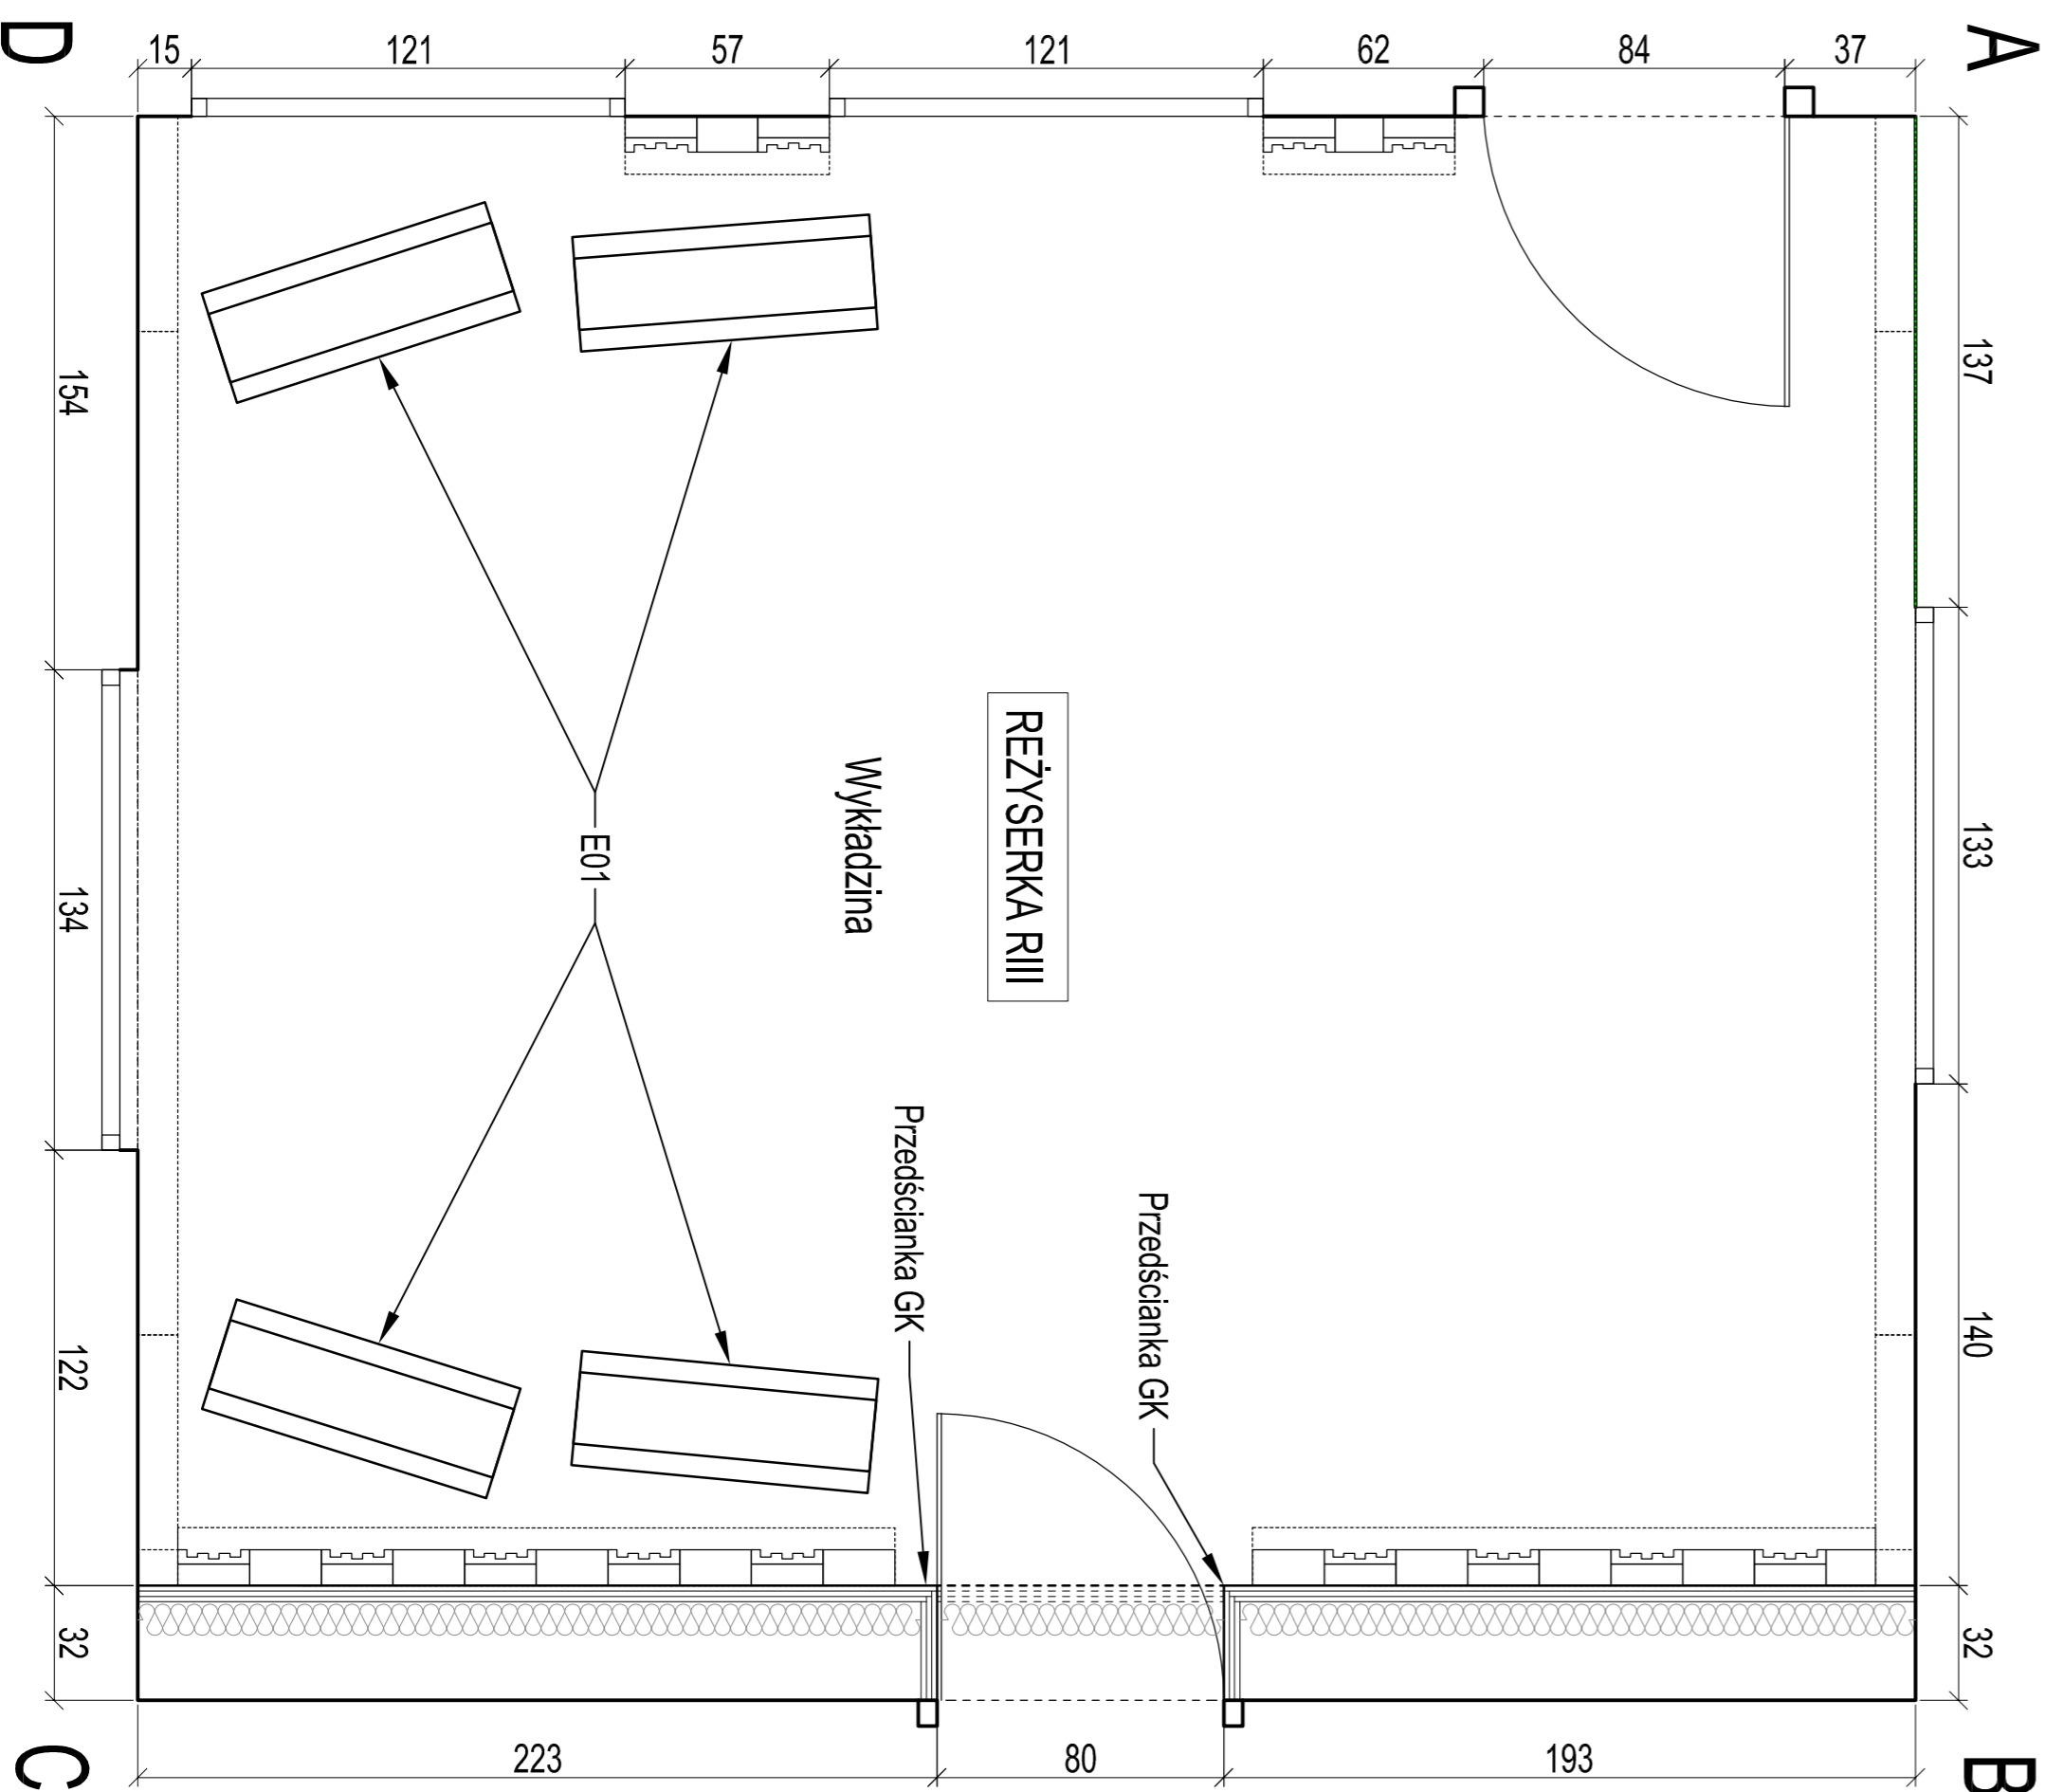 D
A
15
121
57
121
62
84
37
154
134
122
32
137
133
140
32
REŻYSERKA RIII
Wykładzina
E01
Przedścianka GK
Przedścianka GK
223
80
193
C
B